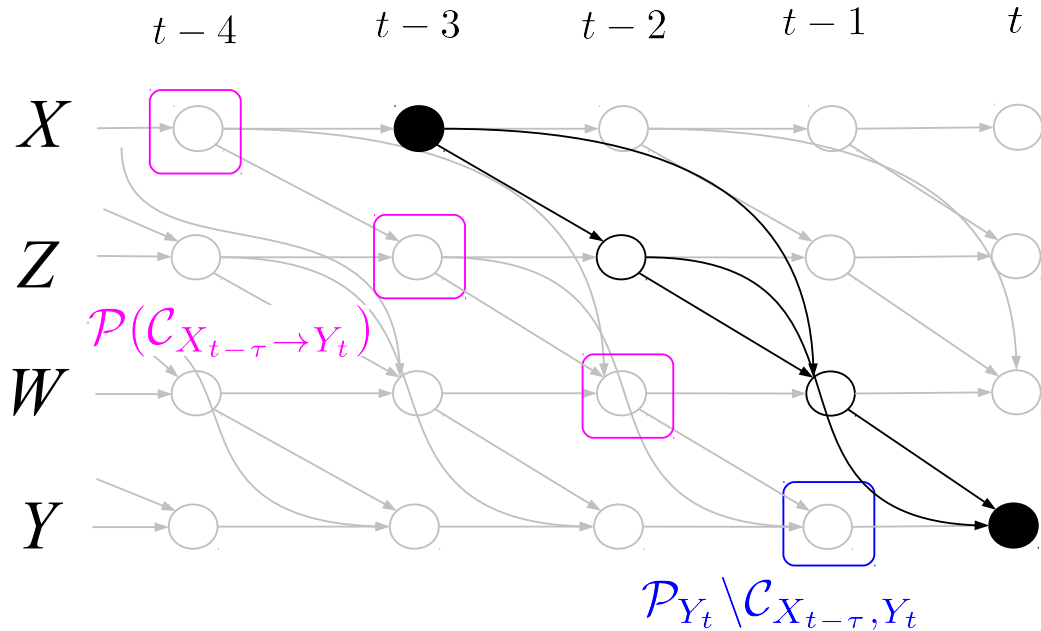 t − 4 t − 3 t − 2 t − 1 t
X
Z
𝒫(𝒞_{X_{t−τ}→Y_t})
W
Y
𝒫_{Y_t}\𝒞_{X_{t−τ},Y_t}